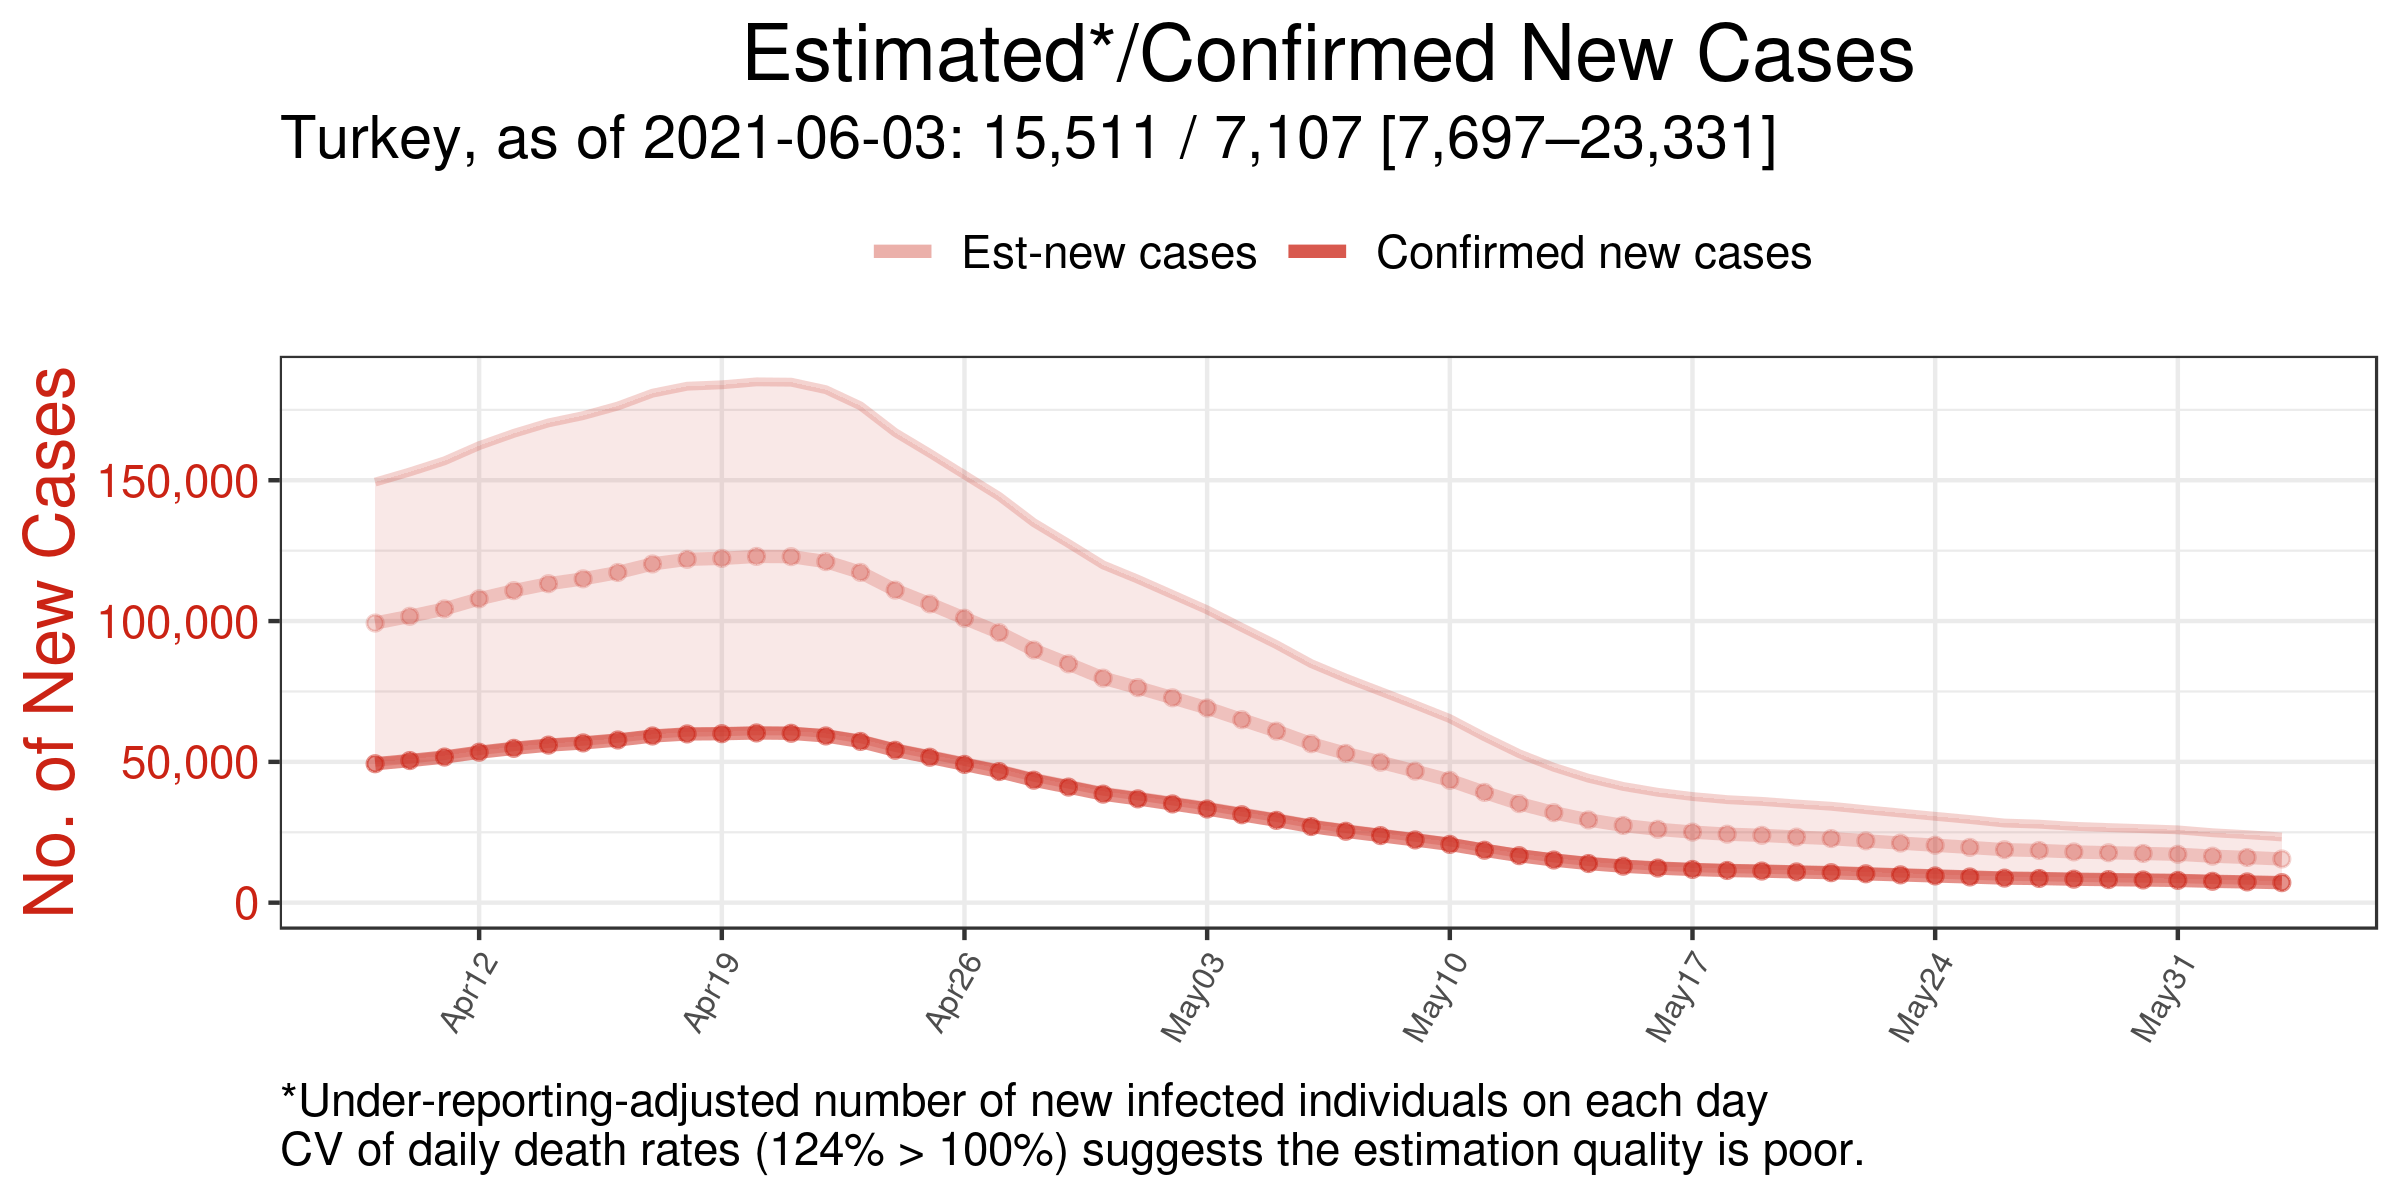 Estimated*/Confirmed New Cases
Turkey, as of 2021-06-03: 15,511 / 7,107 [7,697–23,331]
Est-new cases
Confirmed new cases
No. of New Cases
150,000
100,000
50,000
0
Apr12
Apr19
Apr26
May03
May10
May17
May24
May31
*Under-reporting-adjusted number of new infected individuals on each day
CV of daily death rates (124% > 100%) suggests the estimation quality is poor.